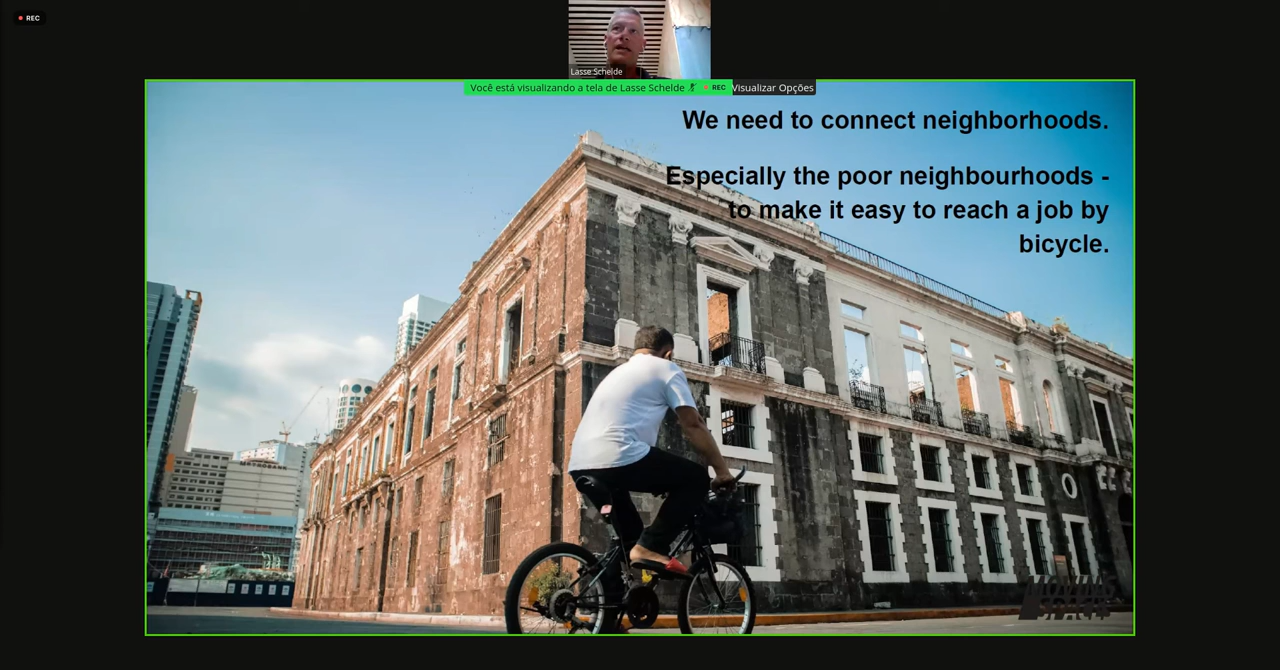 REC
Lasse Schelde
Você está visualizando a tela de Lasse Schelde
REC
Visualizar Opções
We need to connect neighborhoods.
Especially the poor neighbourhoods -
to make it easy to reach a job by
bicycle.
METROBANK